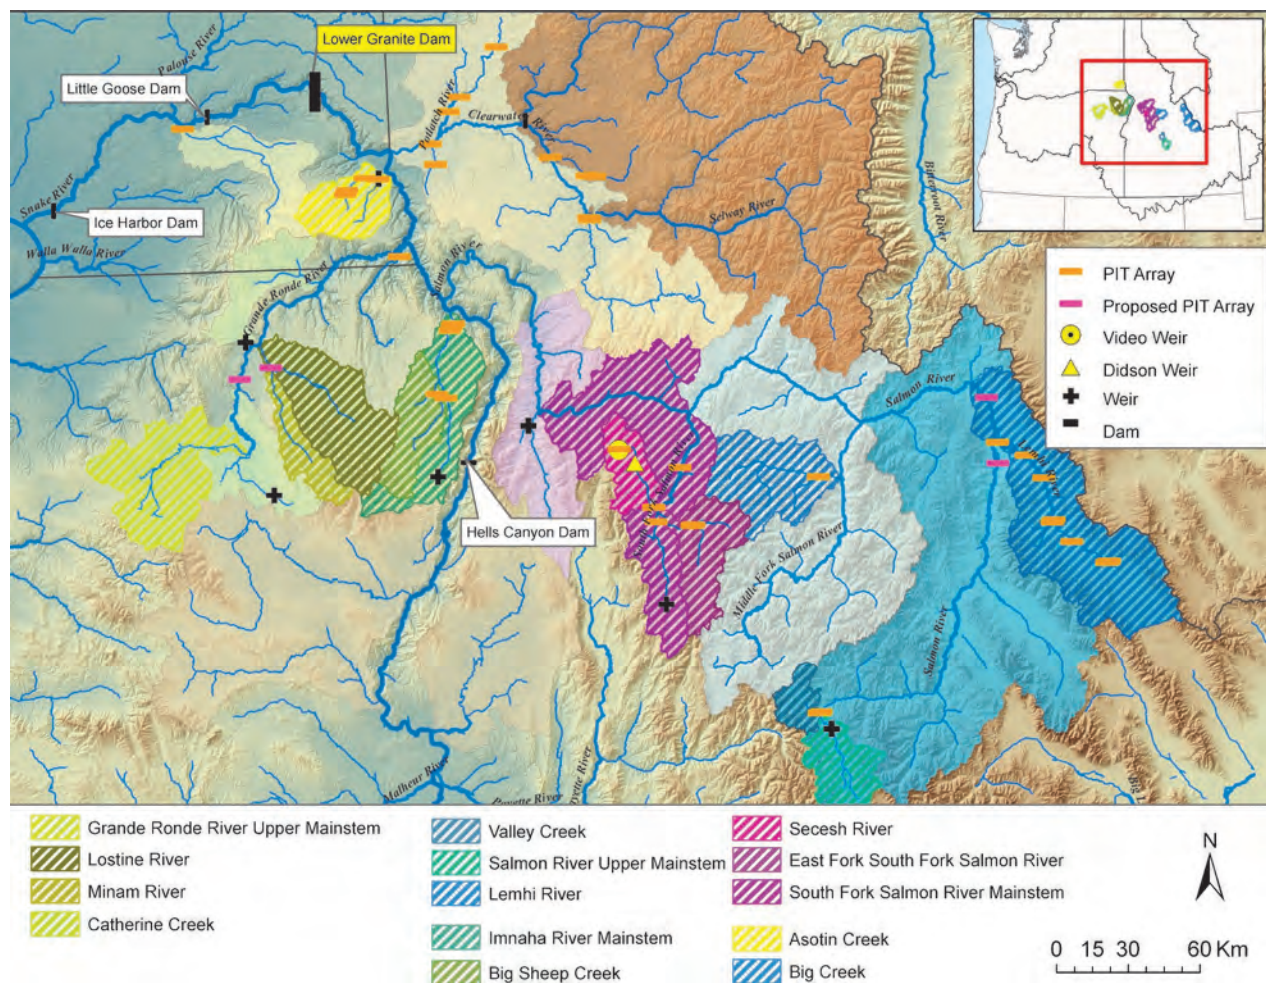 Lower Granite Dam
Palouse River
Little Goose Dam
Potlatch River
Clearwater River
Snake River
Ice Harbor Dam
Walla Walla River
Selway River
Bitterroot River
Grande Ronde River
Salmon River
PIT Array
Proposed PIT Array
Video Weir
Didson Weir
Weir
Dam
Salmon River
Lemhi River
South Fork Salmon River
Hells Canyon Dam
Middle Fork Salmon River
Salmon River
Malheur River
Payette River
Payette River
Big L
Grande Ronde River Upper Mainstem
Lostine River
Minam River
Catherine Creek
Valley Creek
Salmon River Upper Mainstem
Lemhi River
Imnaha River Mainstem
Big Sheep Creek
Secesh River
East Fork South Fork Salmon River
South Fork Salmon River Mainstem
Asotin Creek
Big Creek
N
0 15 30 60 Km